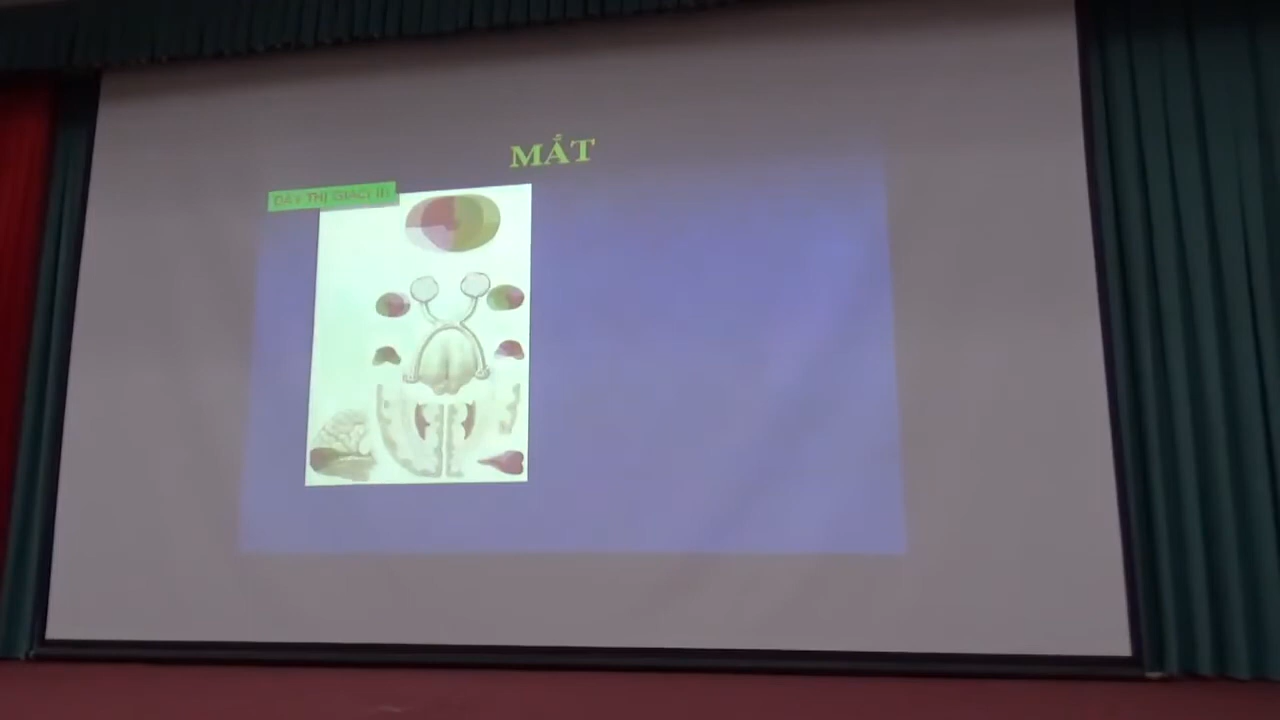 MẮT
DÂY THỊ GIÁC( II)